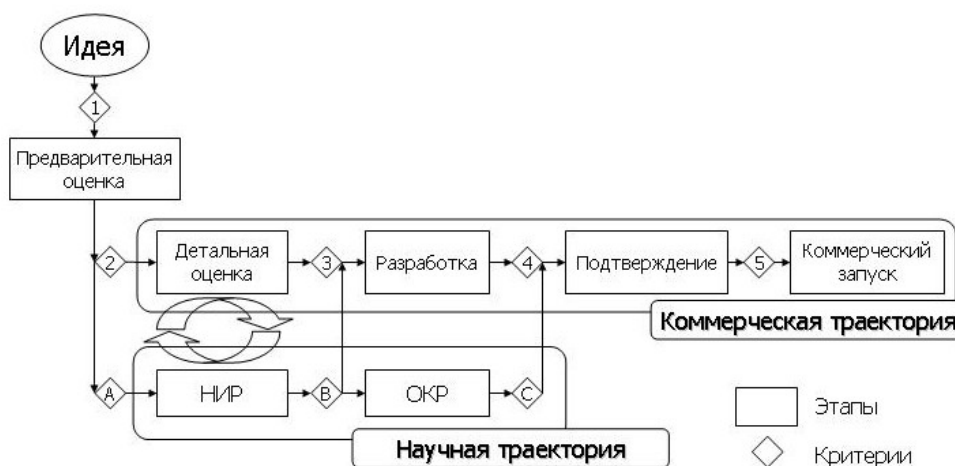 Идея
1
Предварительная
оценка
2
Детальная
оценка
3
Разработка
4
Подтверждение
5
Коммерческий
запуск
Коммерческая траектория
A
НИР
B
ОКР
C
Научная траектория
Этапы
Критерии